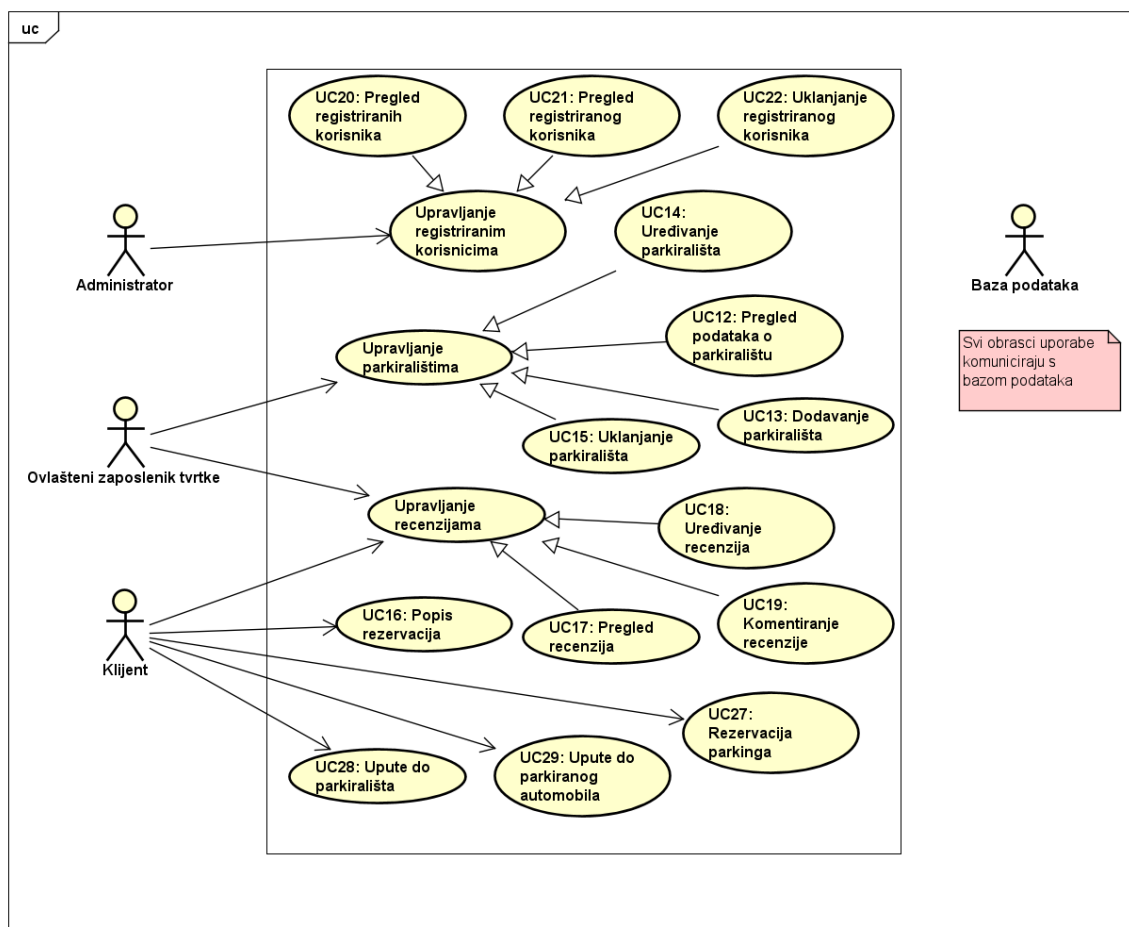 uc
UC20: Pregled
registriranih
korisnika
UC21: Pregled
registriranog
korisnika
UC22: Uklanjanje
registriranog
korisnika
Upravljanje
registriranim
korisnicima
UC14:
Uređivanje
parkirališta
Administrator
Baza podataka
UC12: Pregled
podataka o
parkiralištu
Svi obrasci uporabe
komuniciraju s
bazom podataka
Upravljanje
parkiralištima
UC13: Dodavanje
parkirališta
UC15: Uklanjanje
parkirališta
Ovlašteni zaposlenik tvrtke
Upravljanje
recenzijama
UC18:
Uređivanje
recenzija
UC16: Popis
rezervacija
UC17: Pregled
recenzija
UC19:
Komentiranje
recenzije
Klijent
UC27:
Rezervacija
parkinga
UC28: Upute do
parkirališta
UC29: Upute do
parkiranog
automobila